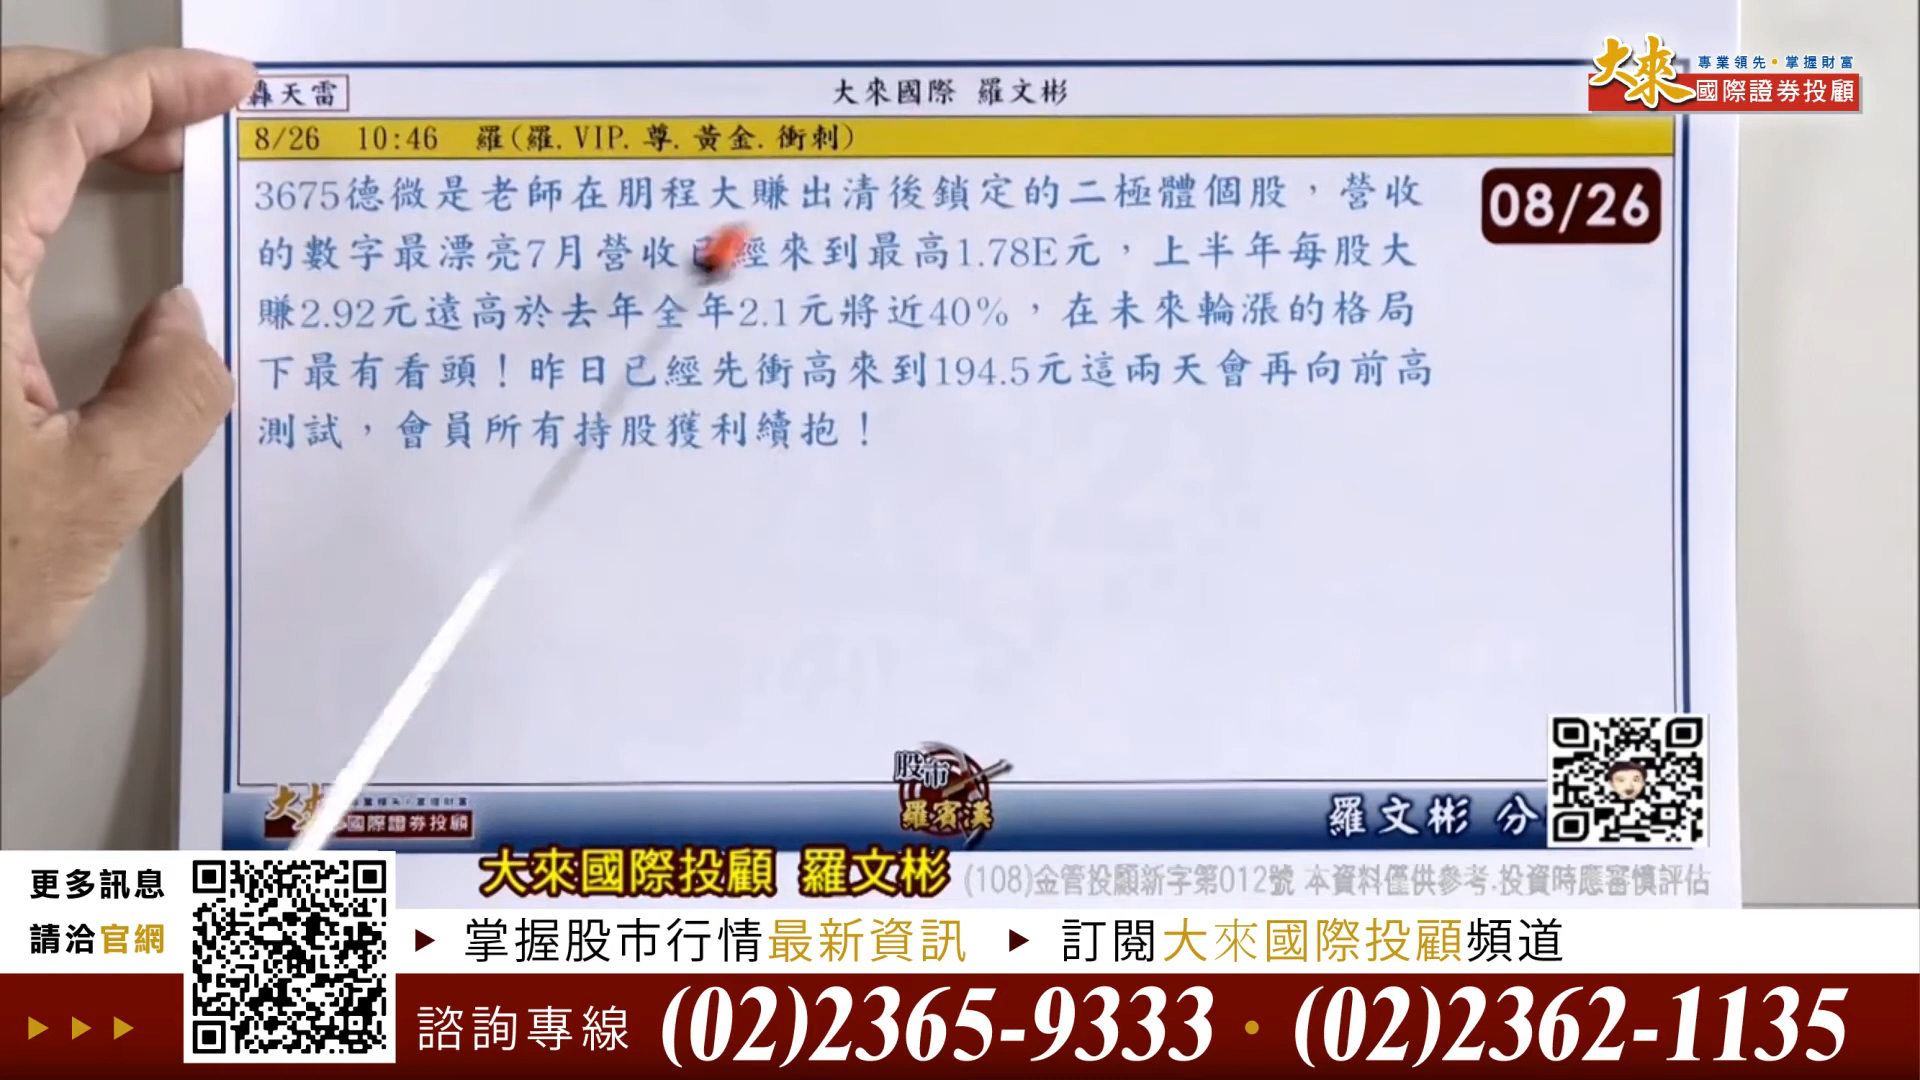 大來 專業領先•掌握財富
國際證券投顧
轟天雷
大來國際 羅文彬
8/26 10:46 羅(羅.VIP.尊.黃金.衝刺)
08/26
3675德微是老師在朋程大賺出清後鎖定的二極體個股，營收
的數字最漂亮7月營收已經來到最高1.78E元，上半年每股大
賺2.92元遠高於去年全年2.1元將近40%，在未來輪漲的格局
下最有看頭！昨日已經先衝高來到194.5元這兩天會再向前高
測試，會員所有持股獲利續抱！
股市
羅賓漢
大來
國際證券投顧
羅文彬 分
大來國際投顧 羅文彬
(108)金管投顧新字第012號 本資料僅供參考.投資時應審慎評估
更多訊息
請洽官網
掌握股市行情最新資訊 訂閱大來國際投顧頻道
諮詢專線 (02)2365-9333•(02)2362-1135